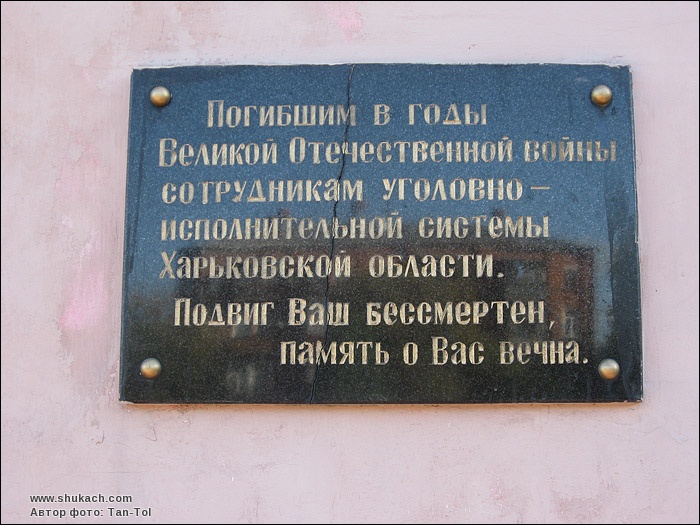 Погибшим в годы
Великой Отечественной войны
сотрудникам уголовно–
исполнительной системы
Харьковской области.
Подвиг Ваш бессмертен,
память о Вас вечна.
www.shukach.com
Автор фото: Tan-Tol